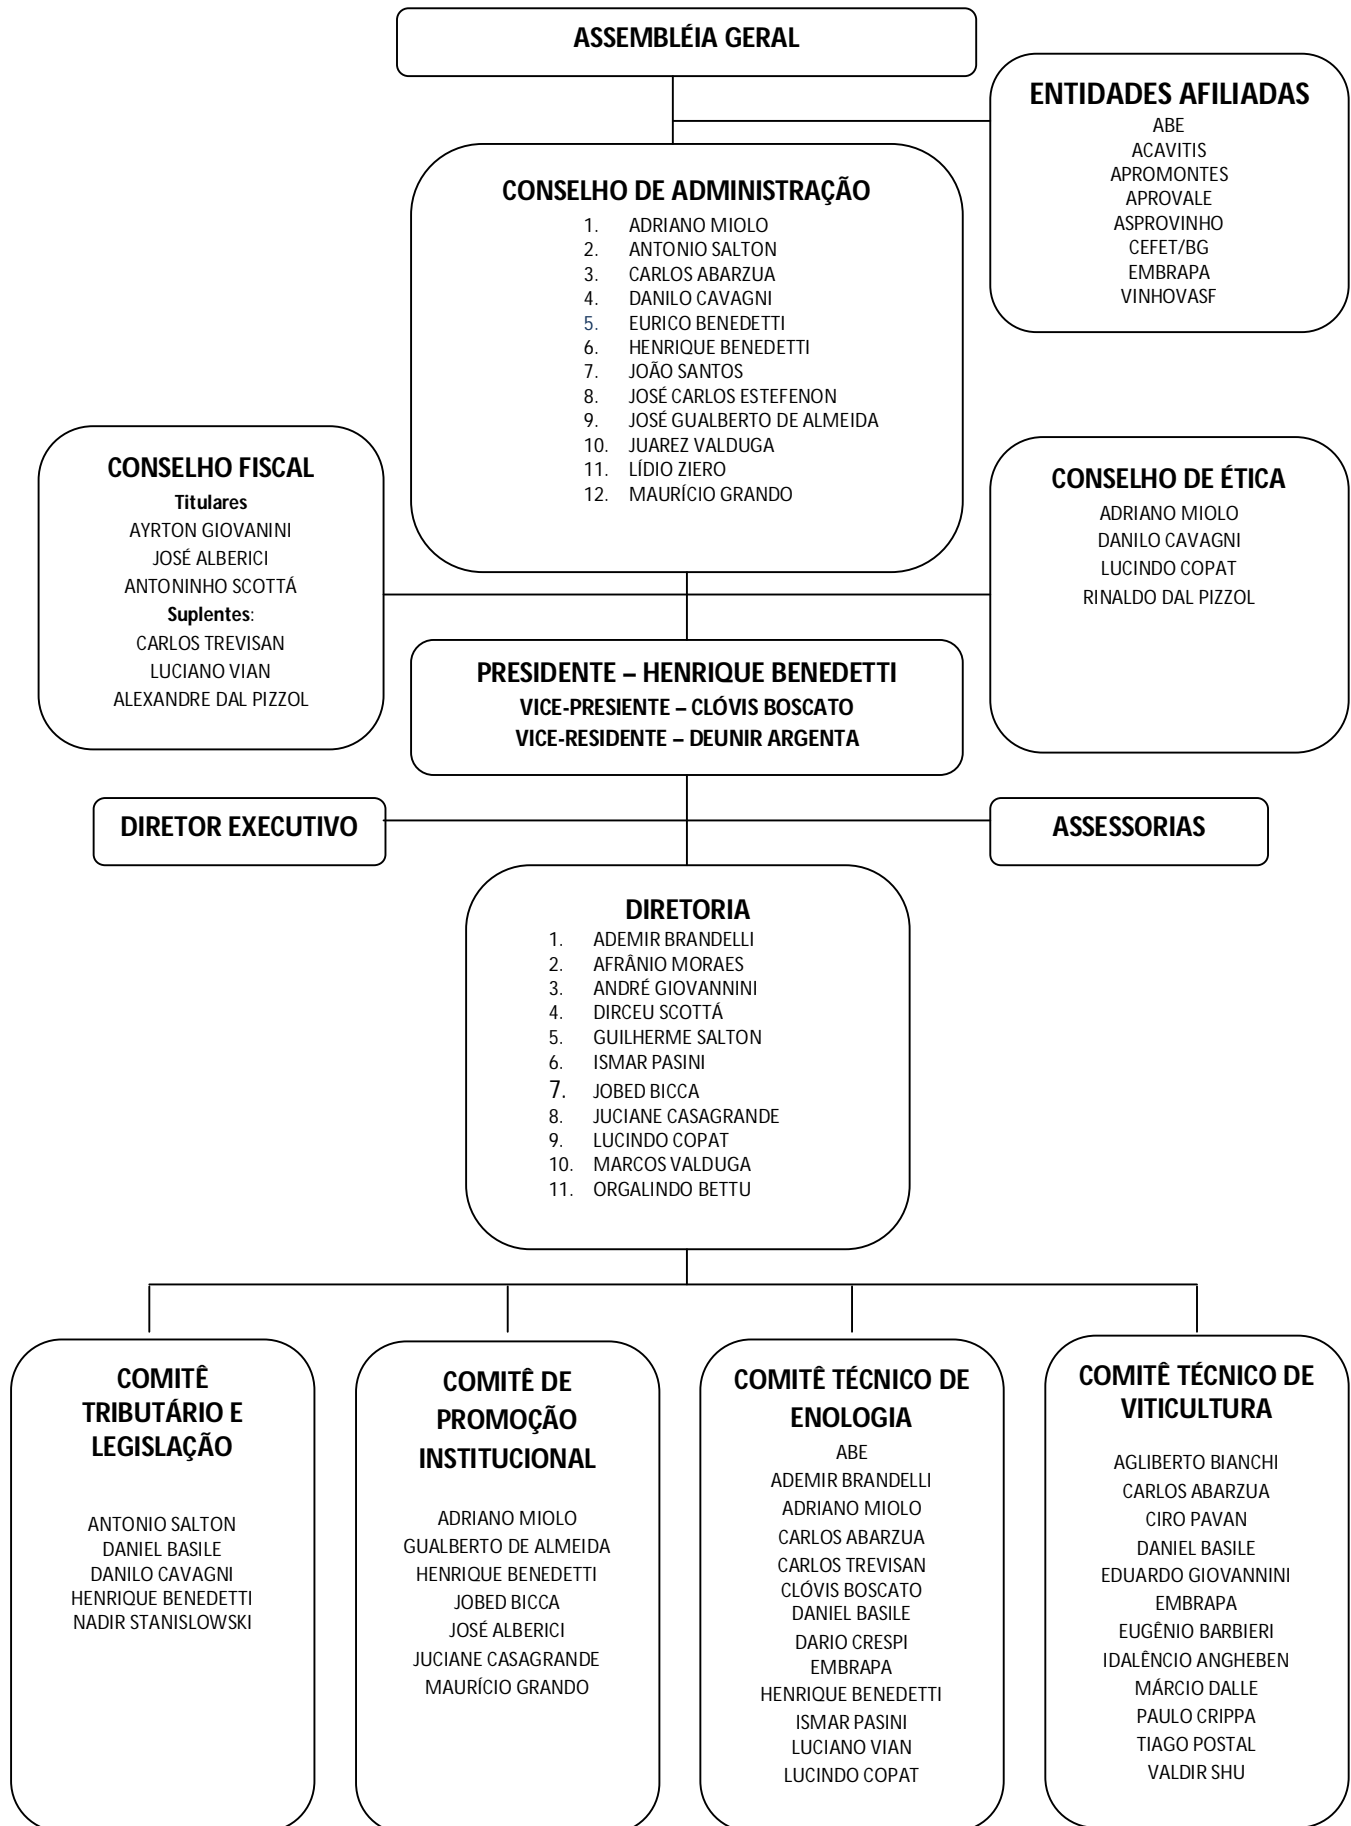 ASSEMBLÉIA GERAL
ENTIDADES AFILIADAS
ABE
ACAVITIS
APROMONTES
APROVALE
ASPROVINHO
CEFET/BG
EMBRAPA
VINHOVASF
CONSELHO DE ADMINISTRAÇÃO
1. ADRIANO MIOLO
2. ANTONIO SALTON
3. CARLOS ABARZUA
4. DANILO CAVAGNI
5. EURICO BENEDETTI
6. HENRIQUE BENEDETTI
7. JOÃO SANTOS
8. JOSÉ CARLOS ESTEFENON
9. JOSÉ GUALBERTO DE ALMEIDA
10. JUAREZ VALDUGA
11. LÍDIO ZIERO
12. MAURÍCIO GRANDO
CONSELHO FISCAL
Titulares
AYRTON GIOVANINI
JOSÉ ALBERICI
ANTONINHO SCOTTÁ
Suplentes:
CARLOS TREVISAN
LUCIANO VIAN
ALEXANDRE DAL PIZZOL
CONSELHO DE ÉTICA
ADRIANO MIOLO
DANILO CAVAGNI
LUCINDO COPAT
RINALDO DAL PIZZOL
PRESIDENTE – HENRIQUE BENEDETTI
VICE-PRESIENTE – CLÓVIS BOSCATO
VICE-RESIDENTE – DEUNIR ARGENTA
DIRETOR EXECUTIVO
ASSESSORIAS
DIRETORIA
1. ADEMIR BRANDELLI
2. AFRÂNIO MORAES
3. ANDRÉ GIOVANNINI
4. DIRCEU SCOTTÁ
5. GUILHERME SALTON
6. ISMAR PASINI
7. JOBED BICCA
8. JUCIANE CASAGRANDE
9. LUCINDO COPAT
10. MARCOS VALDUGA
11. ORGALINDO BETTU
COMITÊ
TRIBUTÁRIO E
LEGISLAÇÃO
ANTONIO SALTON
DANIEL BASILE
DANILO CAVAGNI
HENRIQUE BENEDETTI
NADIR STANISLOWSKI
COMITÊ DE
PROMOÇÃO
INSTITUCIONAL
ADRIANO MIOLO
GUALBERTO DE ALMEIDA
HENRIQUE BENEDETTI
JOBED BICCA
JOSÉ ALBERICI
JUCIANE CASAGRANDE
MAURÍCIO GRANDO
COMITÊ TÉCNICO DE
ENOLOGIA
ABE
ADEMIR BRANDELLI
ADRIANO MIOLO
CARLOS ABARZUA
CARLOS TREVISAN
CLÓVIS BOSCATO
DANIEL BASILE
DARIO CRESPI
EMBRAPA
HENRIQUE BENEDETTI
ISMAR PASINI
LUCIANO VIAN
LUCINDO COPAT
COMITÊ TÉCNICO DE
VITICULTURA
AGLIBERTO BIANCHI
CARLOS ABARZUA
CIRO PAVAN
DANIEL BASILE
EDUARDO GIOVANNINI
EMBRAPA
EUGÊNIO BARBIERI
IDALÊNCIO ANGHEBEN
MÁRCIO DALLE
PAULO CRIPPA
TIAGO POSTAL
VALDIR SHU